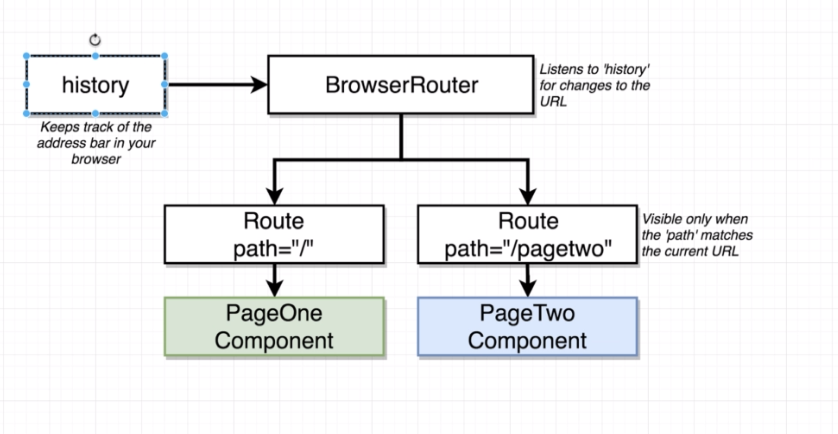 history
BrowserRouter
Listens to 'history'
for changes to the
URL
Keeps track of the
address bar in your
browser
Route
path="/"
Route
path="/pagetwo"
Visible only when
the 'path' matches
the current URL
PageOne
Component
PageTwo
Component